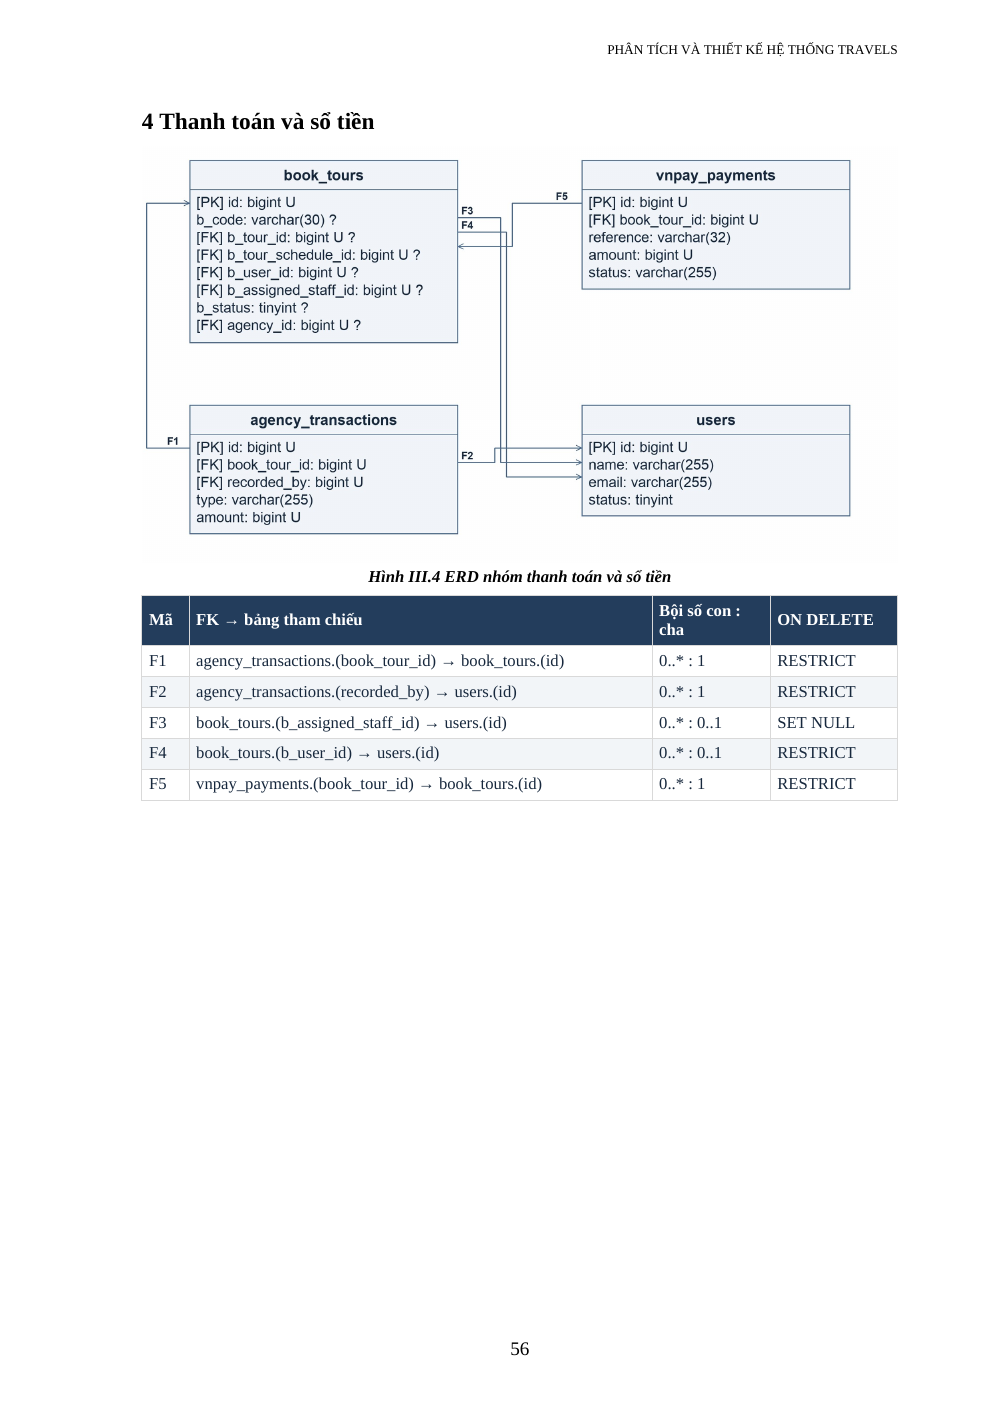 PHÂN TÍCH VÀ THIẾT KẾ HỆ THỐNG TRAVELS
4 Thanh toán và sổ tiền
book_tours
[PK] id: bigint U
b_code: varchar(30) ?
[FK] b_tour_id: bigint U ?
[FK] b_tour_schedule_id: bigint U ?
[FK] b_user_id: bigint U ?
[FK] b_assigned_staff_id: bigint U ?
b_status: tinyint ?
[FK] agency_id: bigint U ?
F3
F4
F5
vnpay_payments
[PK] id: bigint U
[FK] book_tour_id: bigint U
reference: varchar(32)
amount: bigint U
status: varchar(255)
F1
agency_transactions
[PK] id: bigint U
[FK] book_tour_id: bigint U
[FK] recorded_by: bigint U
type: varchar(255)
amount: bigint U
F2
users
[PK] id: bigint U
name: varchar(255)
email: varchar(255)
status: tinyint
Hình III.4 ERD nhóm thanh toán và sổ tiền
Mã FK → bảng tham chiếu Bội số con : cha ON DELETE
F1 agency_transactions.(book_tour_id) → book_tours.(id) 0..* : 1 RESTRICT
F2 agency_transactions.(recorded_by) → users.(id) 0..* : 1 RESTRICT
F3 book_tours.(b_assigned_staff_id) → users.(id) 0..* : 0..1 SET NULL
F4 book_tours.(b_user_id) → users.(id) 0..* : 0..1 RESTRICT
F5 vnpay_payments.(book_tour_id) → book_tours.(id) 0..* : 1 RESTRICT
56